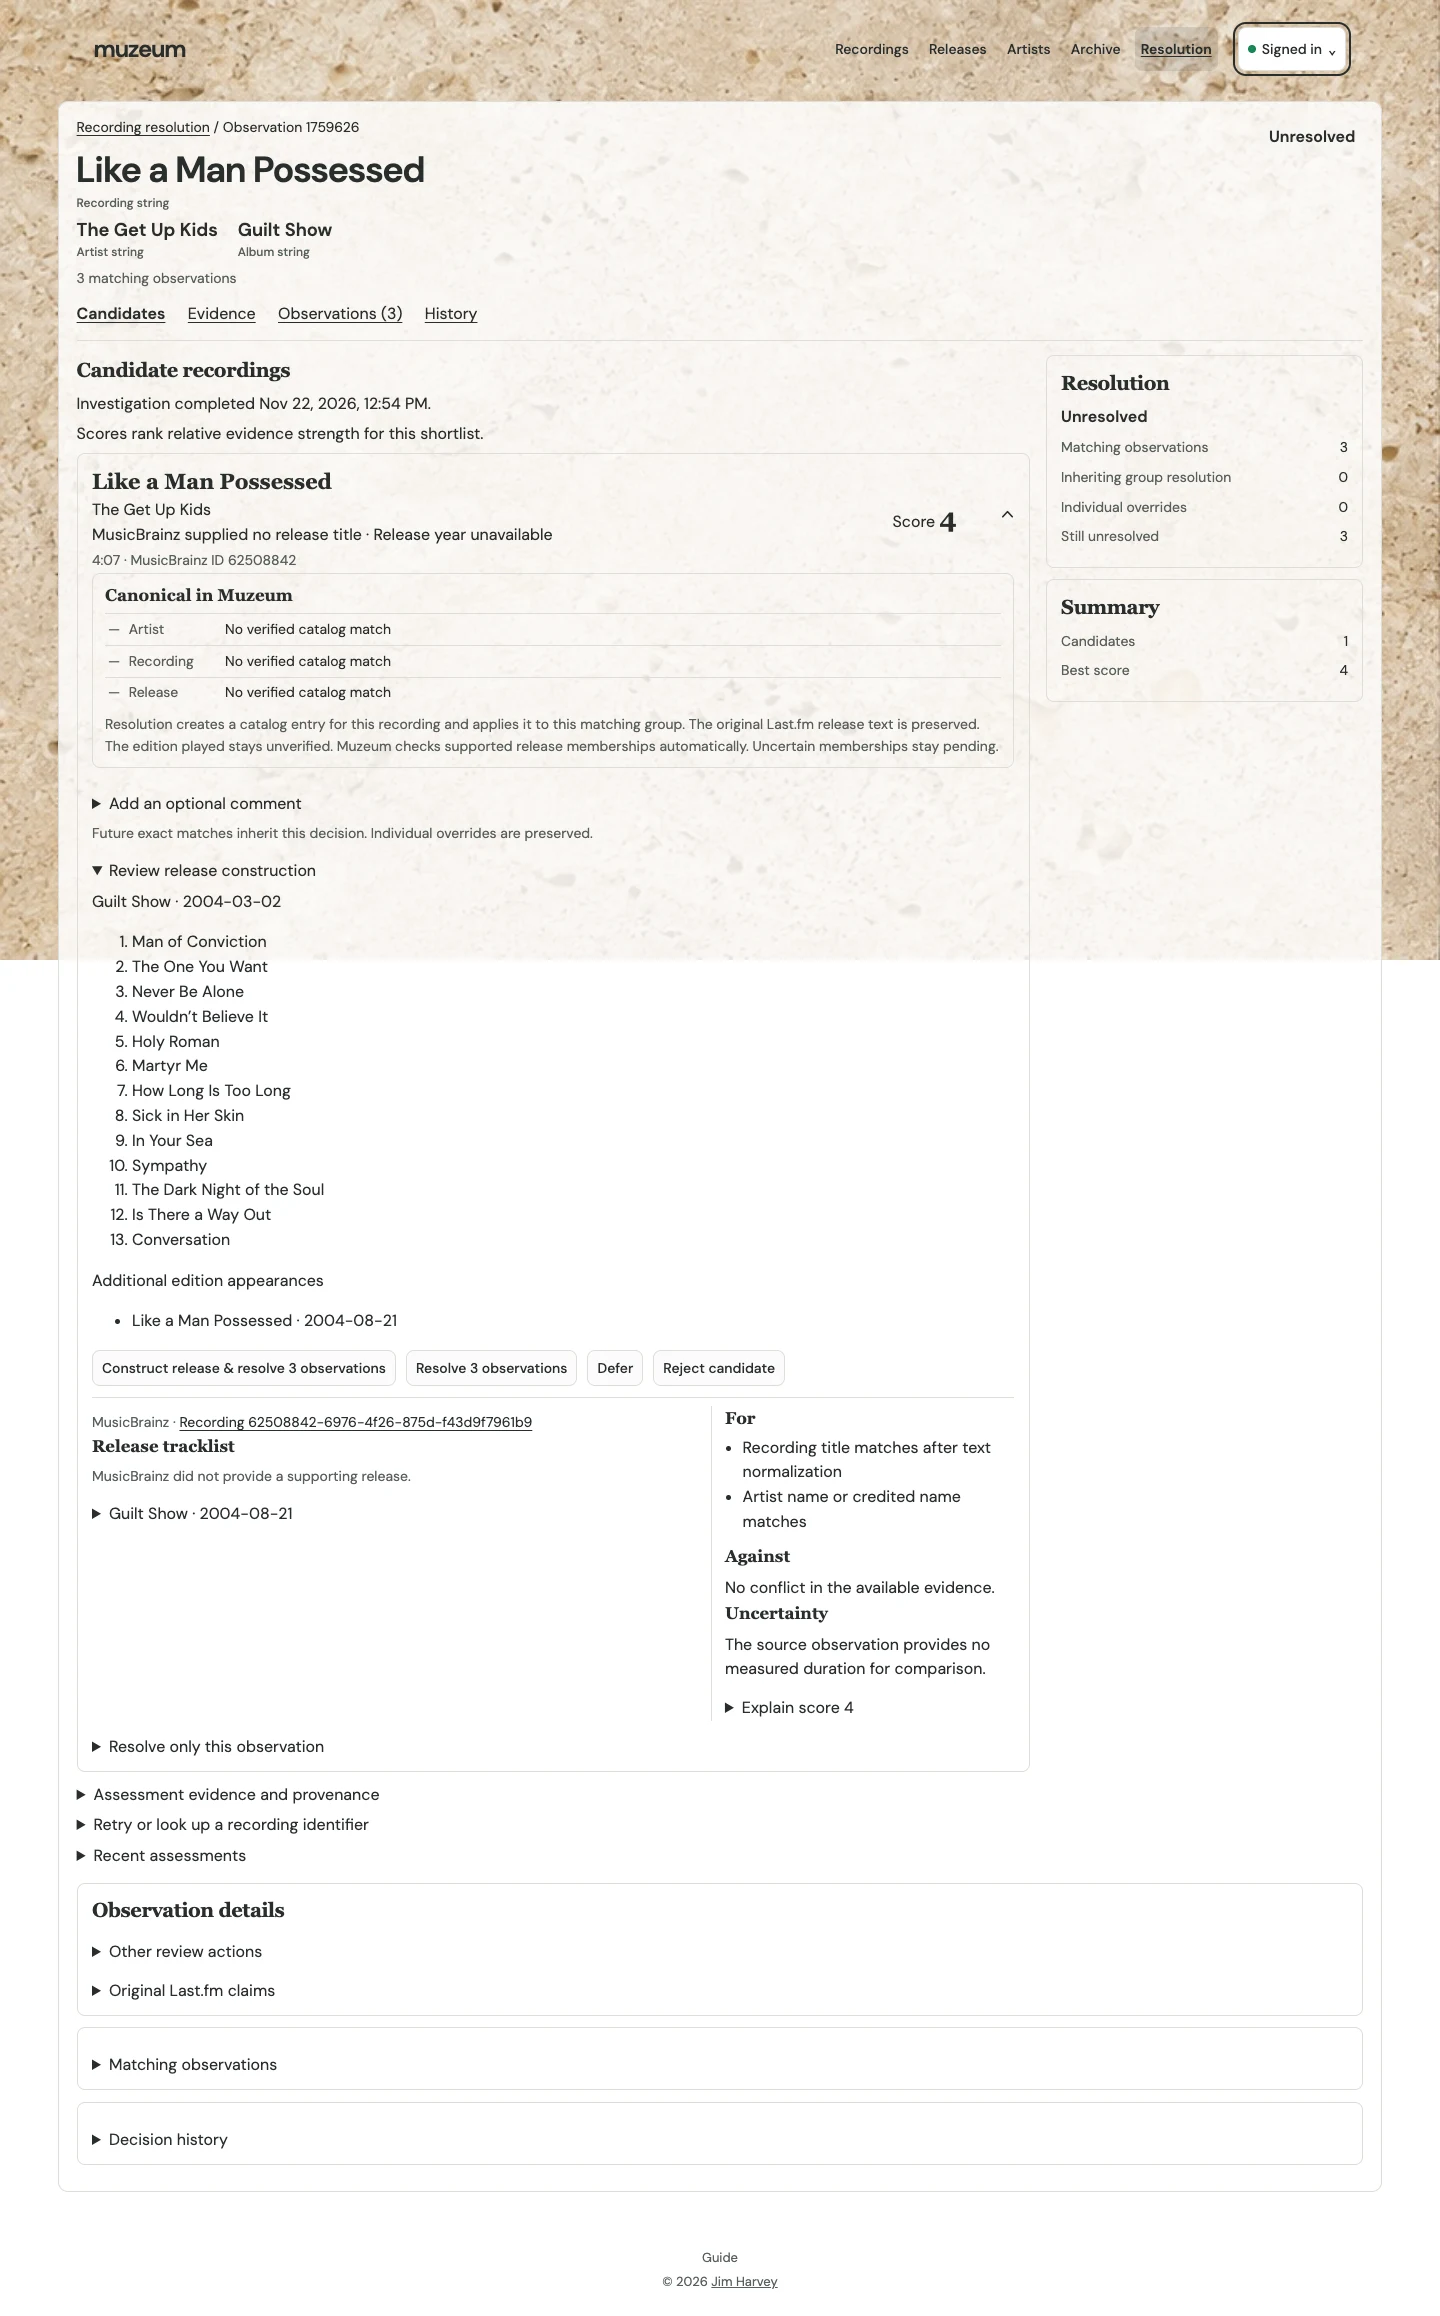 muzeum
Recordings Releases Artists Archive Resolution Signed in
Recording resolution / Observation 1759626
Unresolved
Like a Man Possessed
Recording string
The Get Up Kids Guilt Show
Artist string Album string
3 matching observations
Candidates Evidence Observations (3) History
Candidate recordings
Investigation completed Nov 22, 2026, 12:54 PM.
Scores rank relative evidence strength for this shortlist.
Like a Man Possessed
The Get Up Kids
MusicBrainz supplied no release title · Release year unavailable
4:07 · MusicBrainz ID 62508842
Score 4
Canonical in Muzeum
— Artist No verified catalog match
— Recording No verified catalog match
— Release No verified catalog match
Resolution creates a catalog entry for this recording and applies it to this matching group. The original Last.fm release text is preserved.
The edition played stays unverified. Muzeum checks supported release memberships automatically. Uncertain memberships stay pending.
Add an optional comment
Future exact matches inherit this decision. Individual overrides are preserved.
Review release construction
Guilt Show · 2004-03-02
1. Man of Conviction
2. The One You Want
3. Never Be Alone
4. Wouldn’t Believe It
5. Holy Roman
6. Martyr Me
7. How Long Is Too Long
8. Sick in Her Skin
9. In Your Sea
10. Sympathy
11. The Dark Night of the Soul
12. Is There a Way Out
13. Conversation
Additional edition appearances
• Like a Man Possessed · 2004-08-21
Construct release & resolve 3 observations Resolve 3 observations Defer Reject candidate
MusicBrainz · Recording 62508842-6976-4f26-875d-f43d9f7961b9
Release tracklist
MusicBrainz did not provide a supporting release.
Guilt Show · 2004-08-21
For
• Recording title matches after text
normalization
• Artist name or credited name
matches
Against
No conflict in the available evidence.
Uncertainty
The source observation provides no
measured duration for comparison.
Explain score 4
Resolve only this observation
Resolution
Unresolved
Matching observations 3
Inheriting group resolution 0
Individual overrides 0
Still unresolved 3
Summary
Candidates 1
Best score 4
Assessment evidence and provenance
Retry or look up a recording identifier
Recent assessments
Observation details
Other review actions
Original Last.fm claims
Matching observations
Decision history
Guide
© 2026 Jim Harvey